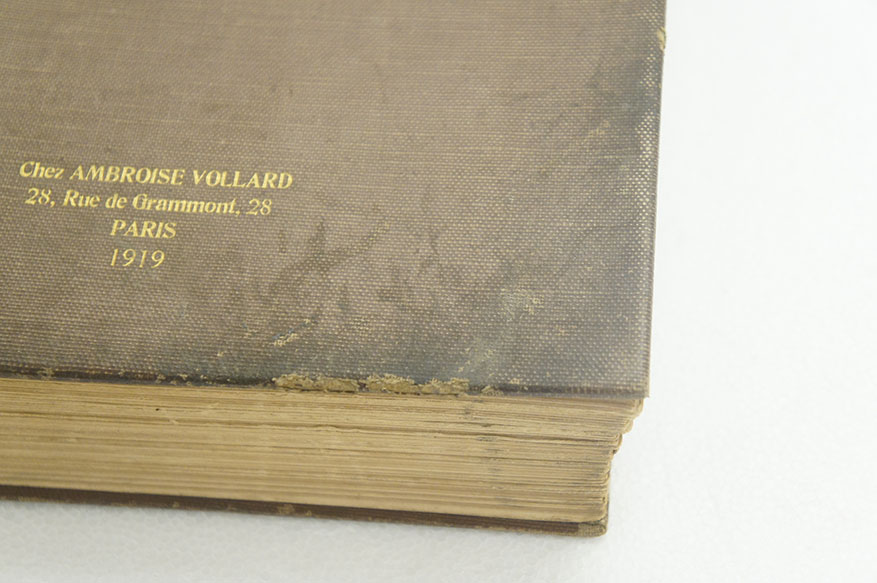 Chez AMBROISE VOLLARD
28, Rue de Grammont, 28
PARIS
1919